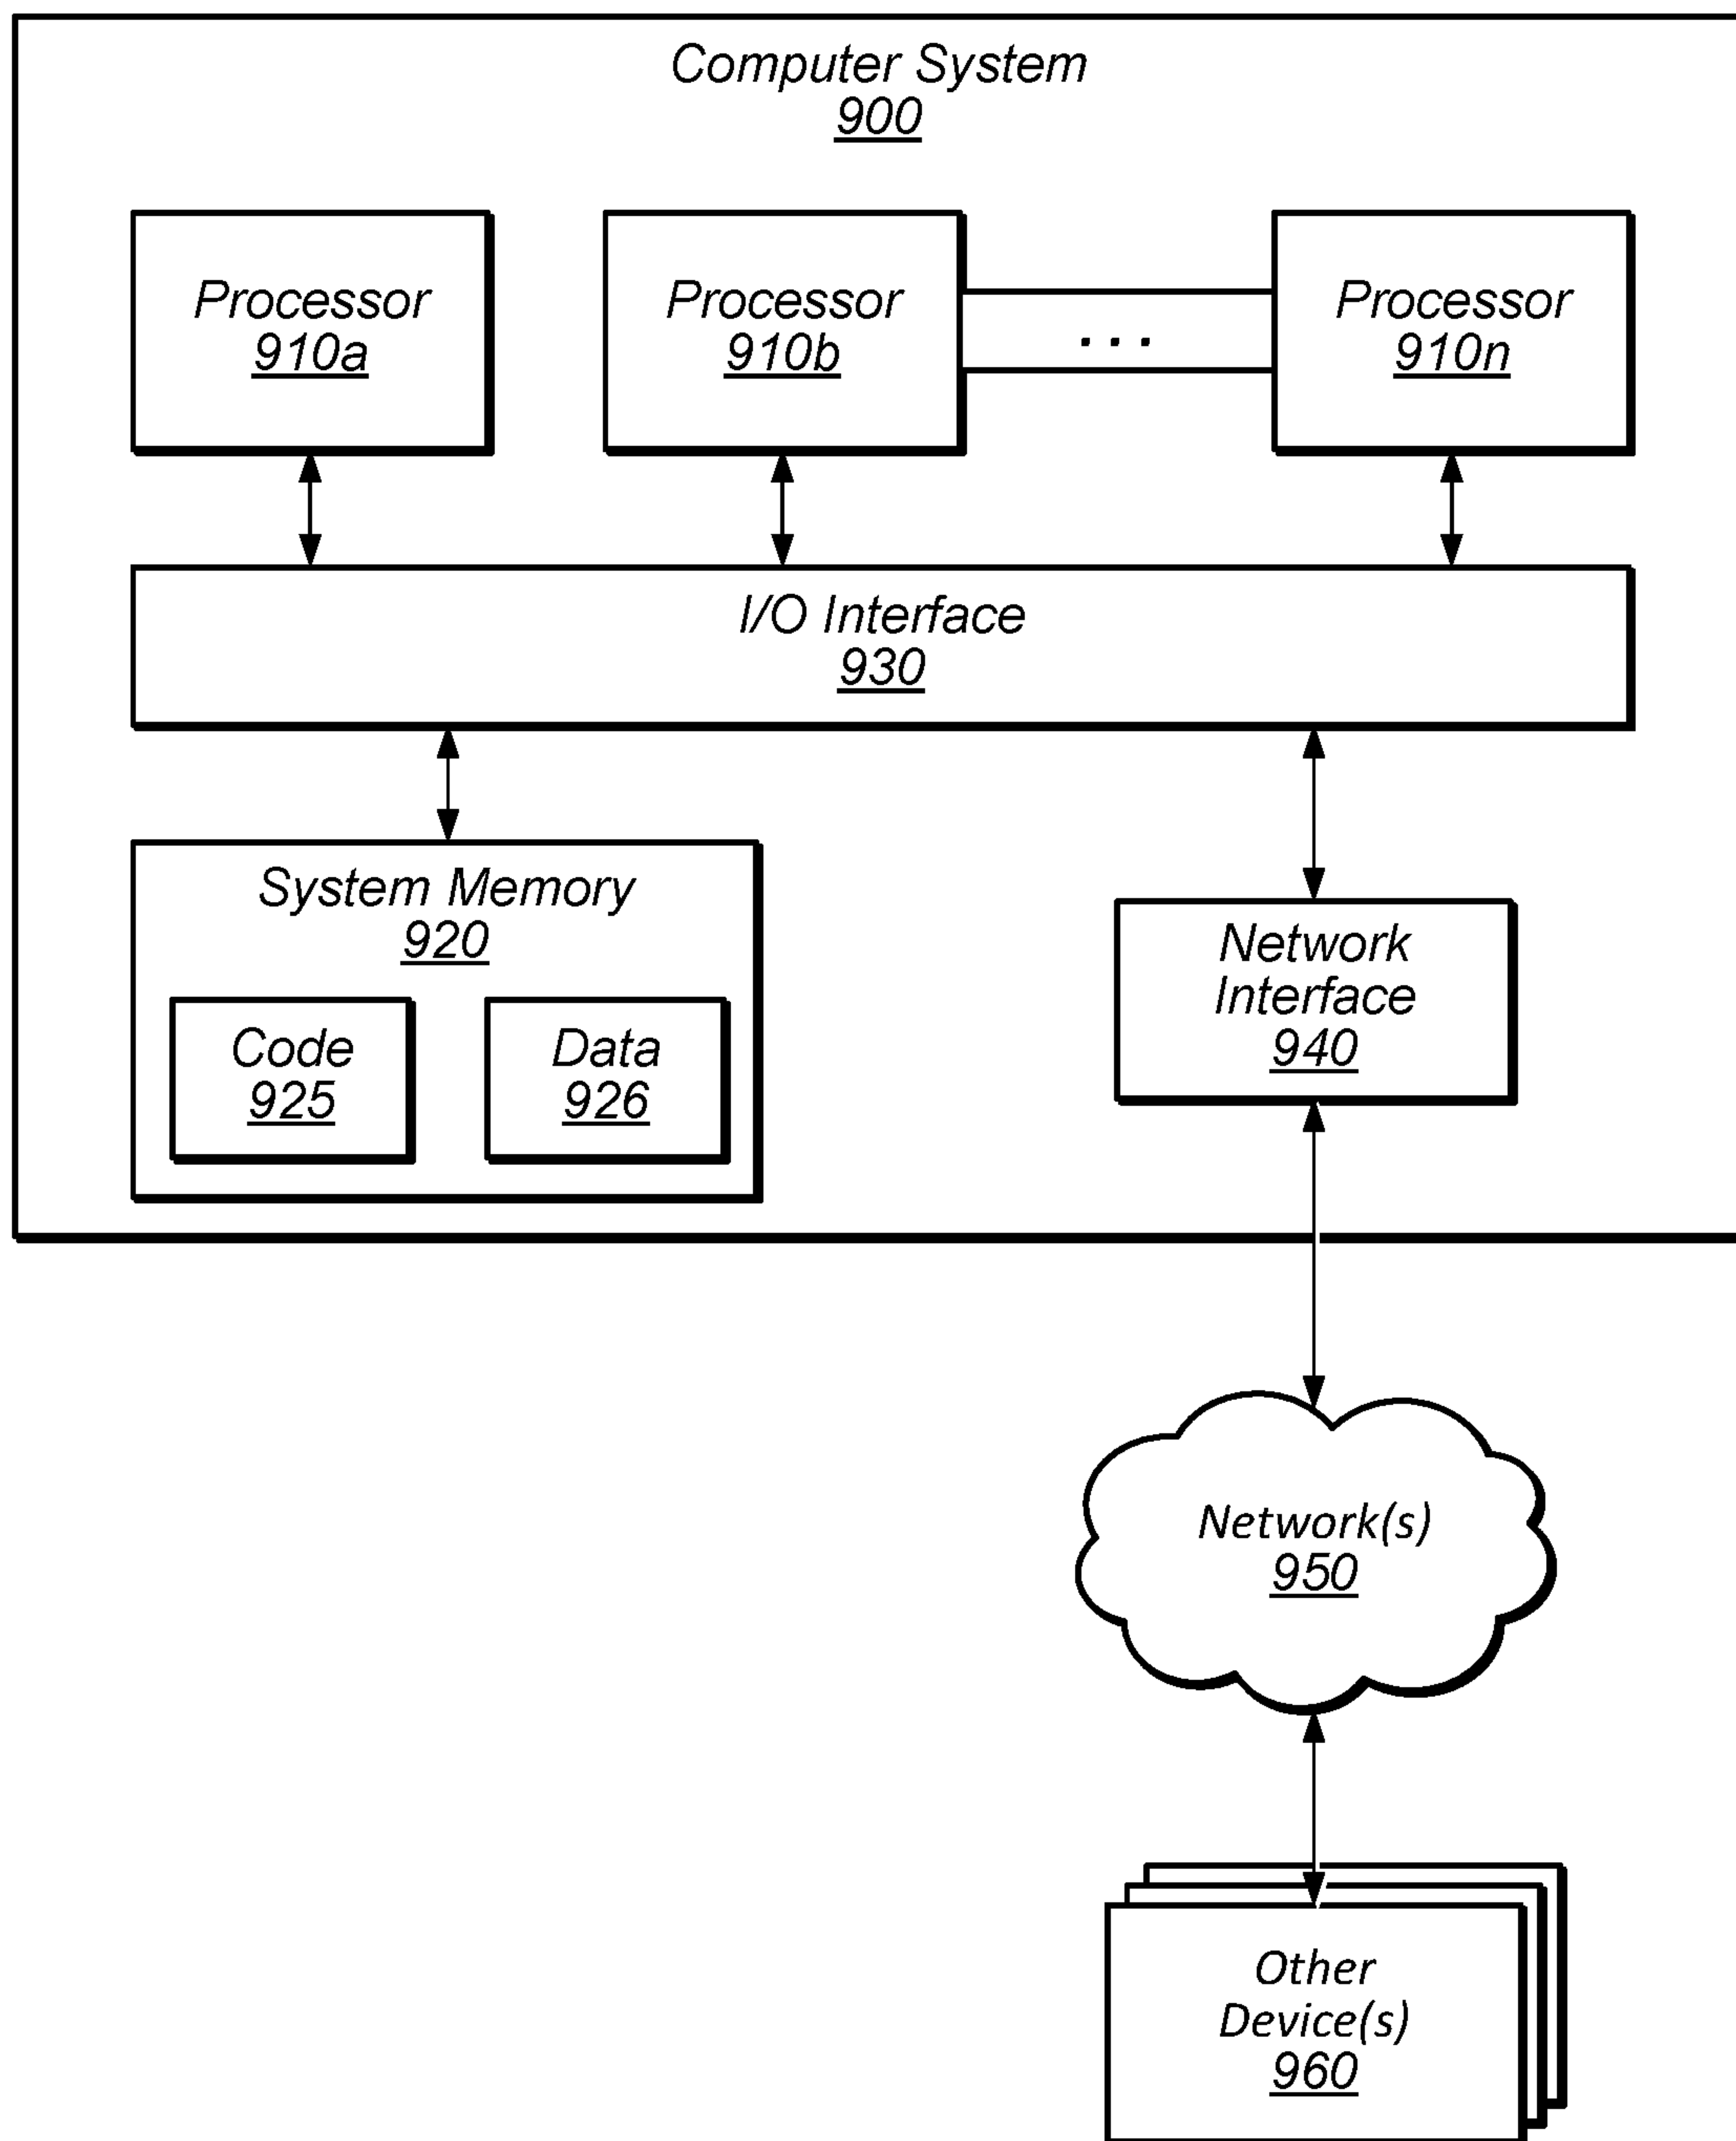 Computer System
900
Processor
910a
Processor
910b
...
Processor
910n
I/O Interface
930
System Memory
920
Code
925
Data
926
Network
Interface
940
Network(s)
950
Other
Device(s)
960